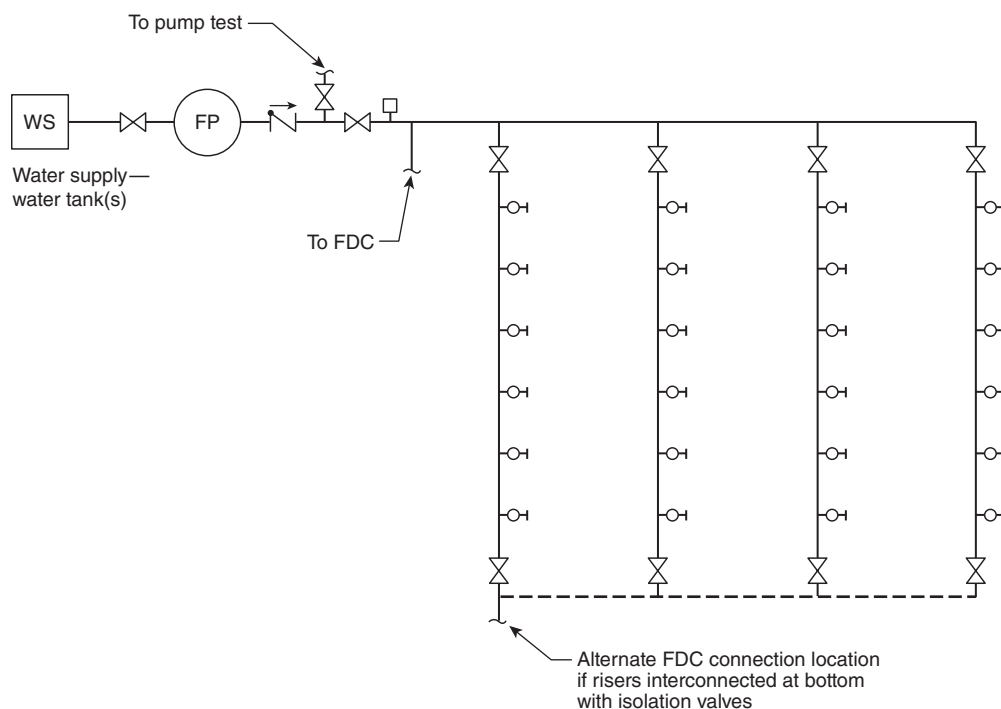 To pump test
WS
FP
Water supply—
water tank(s)
To FDC
Alternate FDC connection location
if risers interconnected at bottom
with isolation valves